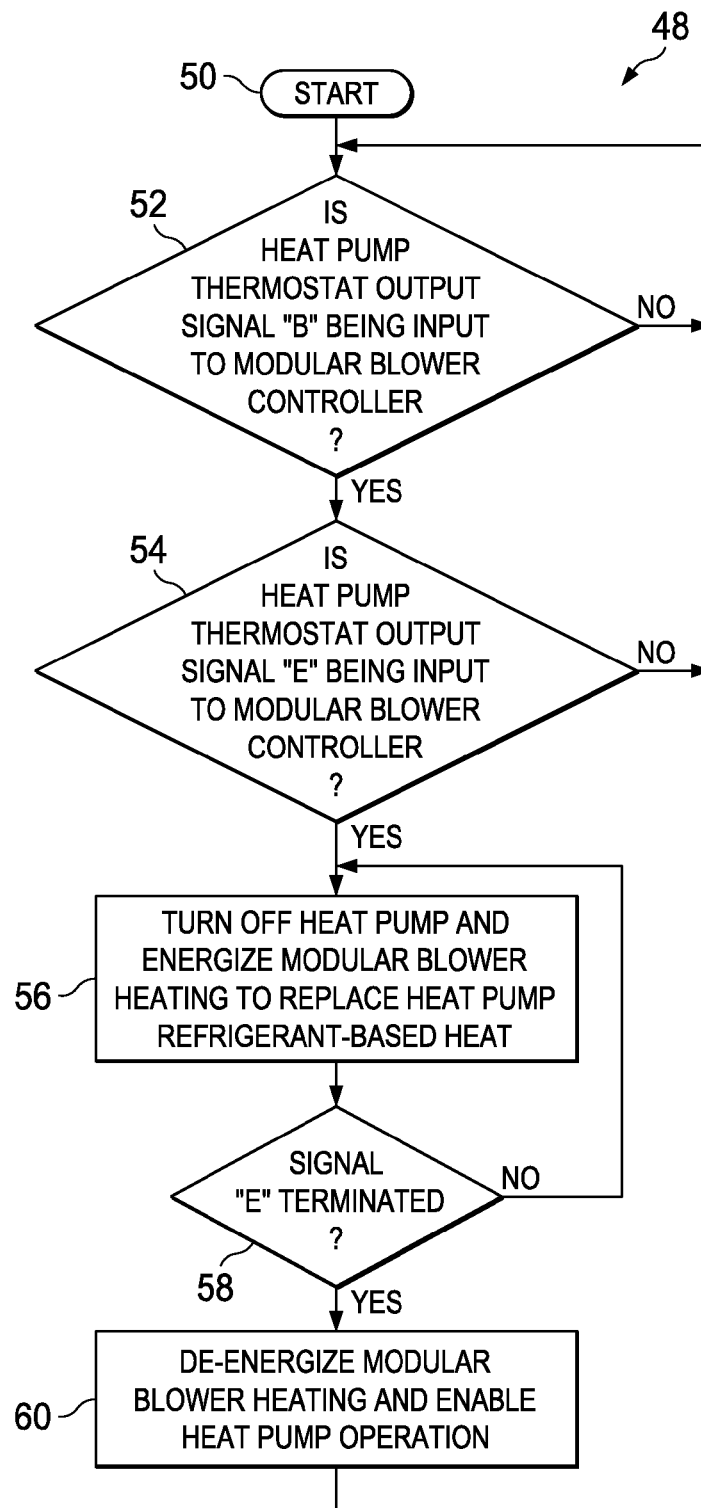 48
50
START
52
IS
HEAT PUMP
THERMOSTAT OUTPUT
SIGNAL "B" BEING INPUT
TO MODULAR BLOWER
CONTROLLER
?
NO
YES
54
IS
HEAT PUMP
THERMOSTAT OUTPUT
SIGNAL "E" BEING INPUT
TO MODULAR BLOWER
CONTROLLER
?
NO
YES
56
TURN OFF HEAT PUMP AND
ENERGIZE MODULAR BLOWER
HEATING TO REPLACE HEAT PUMP
REFRIGERANT-BASED HEAT
SIGNAL
"E" TERMINATED
?
NO
58
YES
60
DE-ENERGIZE MODULAR
BLOWER HEATING AND ENABLE
HEAT PUMP OPERATION